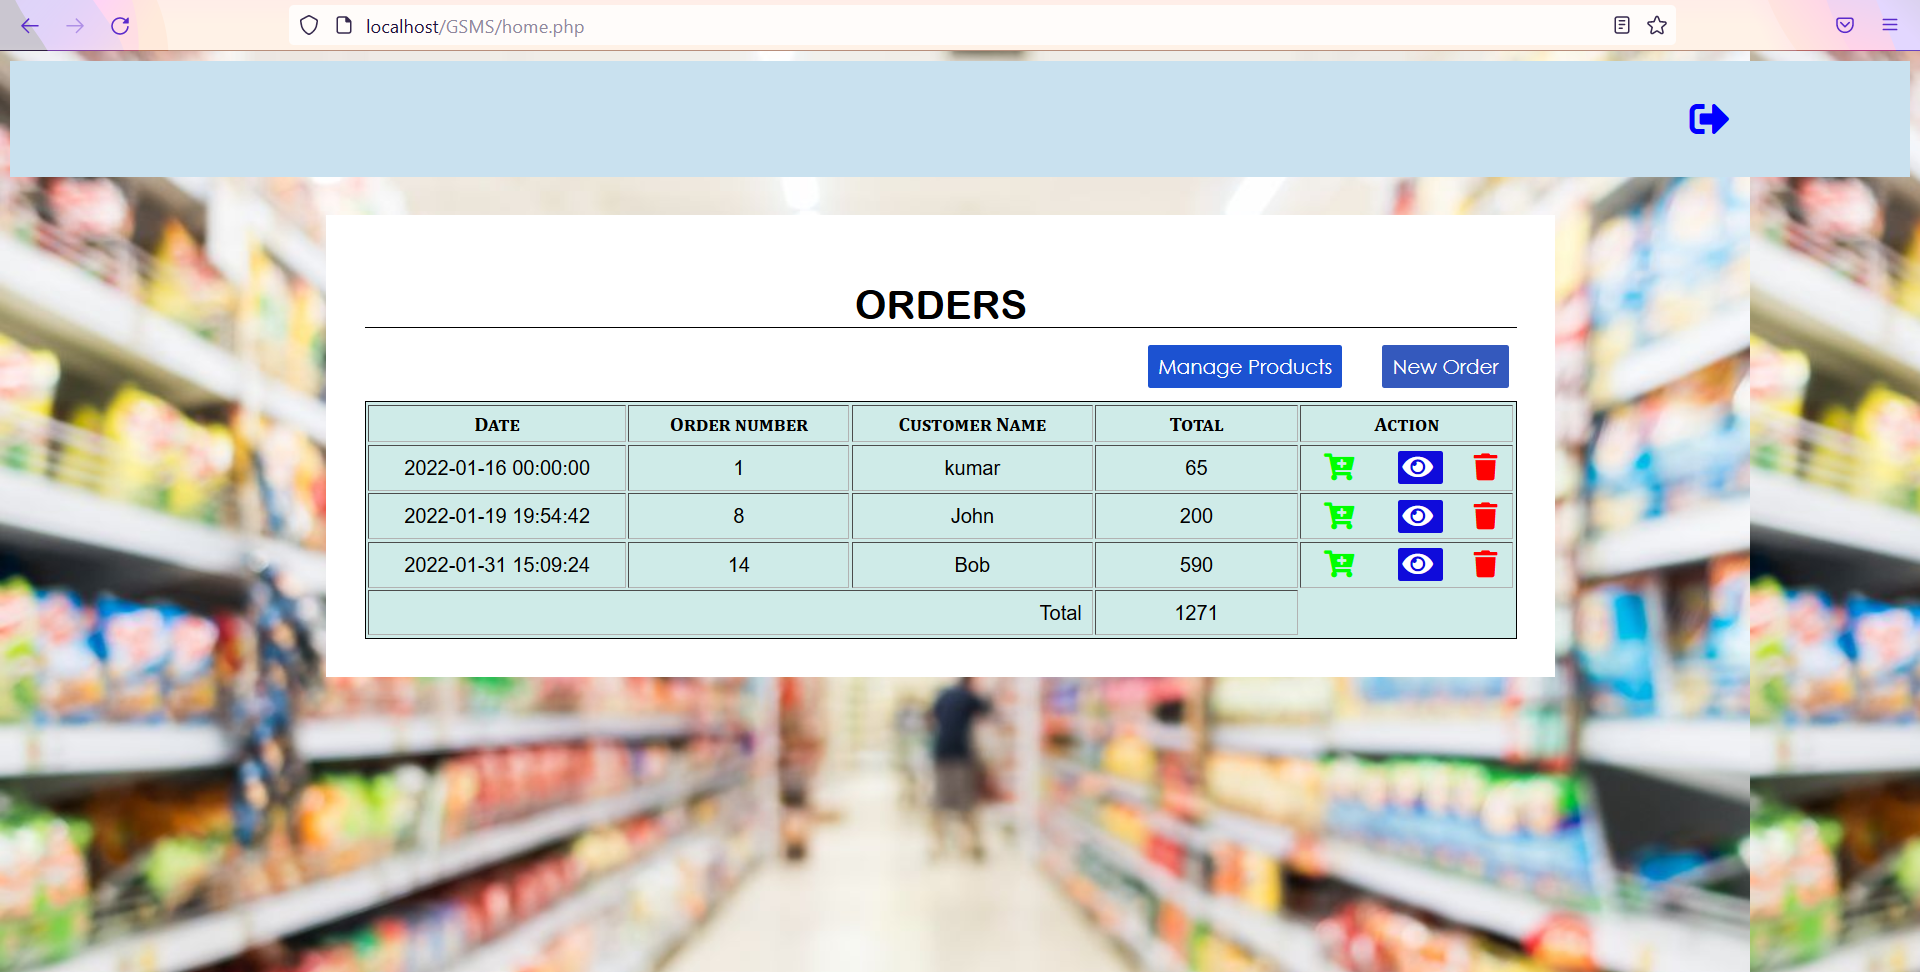 localhost/GSMS/home.php
ORDERS
Manage Products New Order
Date Order number Customer Name Total Action
2022-01-16 00:00:00 1 kumar 65
2022-01-19 19:54:42 8 John 200
2022-01-31 15:09:24 14 Bob 590
Total 1271